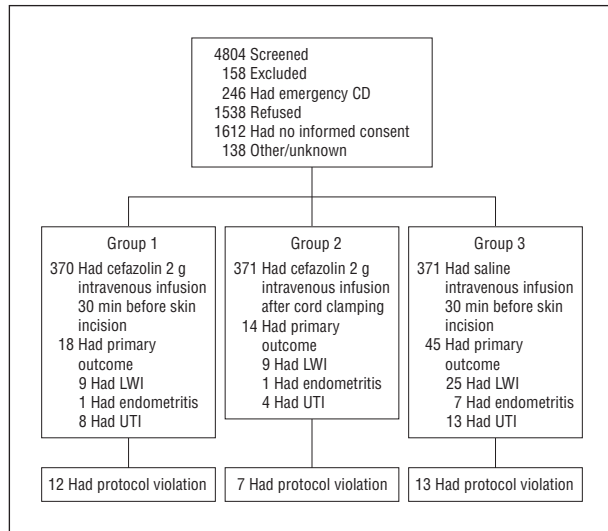 4804 Screened
158 Excluded
246 Had emergency CD
1538 Refused
1612 Had no informed consent
138 Other/unknown
Group 1
370 Had cefazolin 2 g
intravenous infusion
30 min before skin
incision
18 Had primary
outcome
9 Had LWI
1 Had endometritis
8 Had UTI
Group 2
371 Had cefazolin 2 g
intravenous infusion
after cord clamping
14 Had primary
outcome
9 Had LWI
1 Had endometritis
4 Had UTI
Group 3
371 Had saline
intravenous infusion
30 min before skin
incision
45 Had primary
outcome
25 Had LWI
7 Had endometritis
13 Had UTI
12 Had protocol violation
7 Had protocol violation
13 Had protocol violation